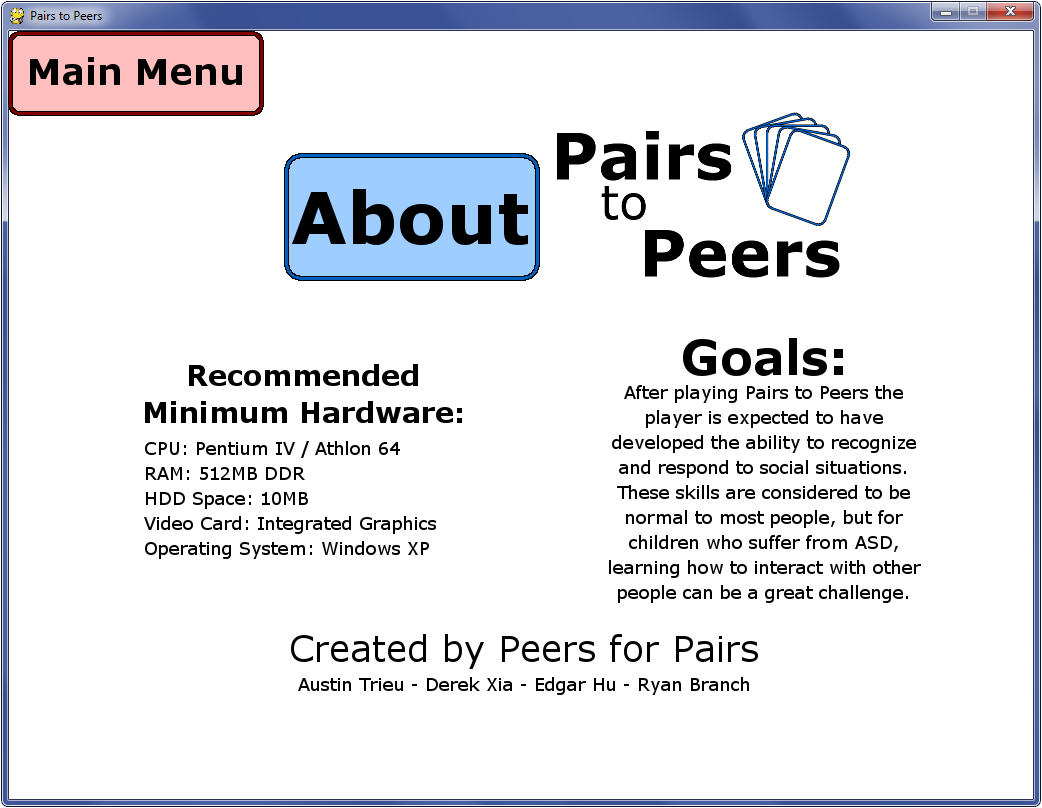 Pairs to Peers
Main Menu
About
Pairs
to
Peers
Recommended
Minimum Hardware:
CPU: Pentium IV / Athlon 64
RAM: 512MB DDR
HDD Space: 10MB
Video Card: Integrated Graphics
Operating System: Windows XP
Goals:
After playing Pairs to Peers the
player is expected to have
developed the ability to recognize
and respond to social situations.
These skills are considered to be
normal to most people, but for
children who suffer from ASD,
learning how to interact with other
people can be a great challenge.
Created by Peers for Pairs
Austin Trieu - Derek Xia - Edgar Hu - Ryan Branch